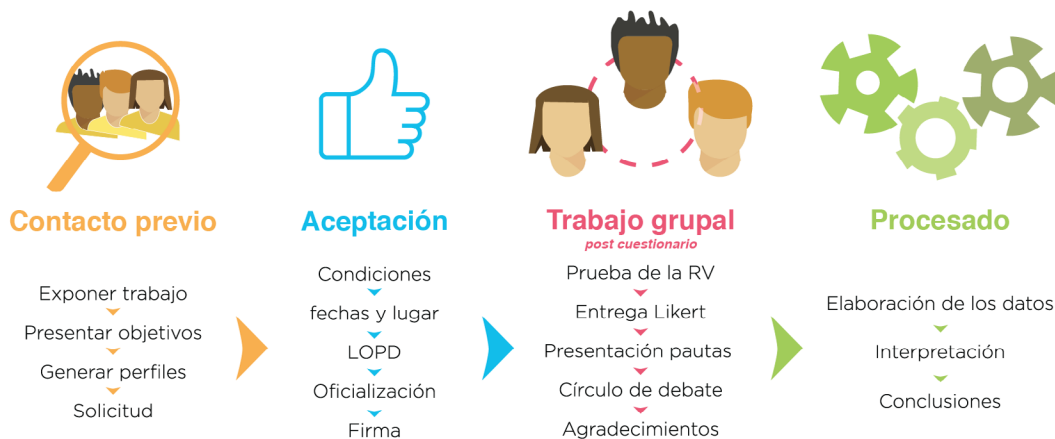 Contacto previo
Exponer trabajo
Presentar objetivos
Generar perfiles
Solicitud
Aceptación
Condiciones
fechas y lugar
LOPD
Oficialización
Firma
Trabajo grupal
post cuestionario
Prueba de la RV
Entrega Likert
Presentación pautas
Círculo de debate
Agradecimientos
Procesado
Elaboración de los datos
Interpretación
Conclusiones